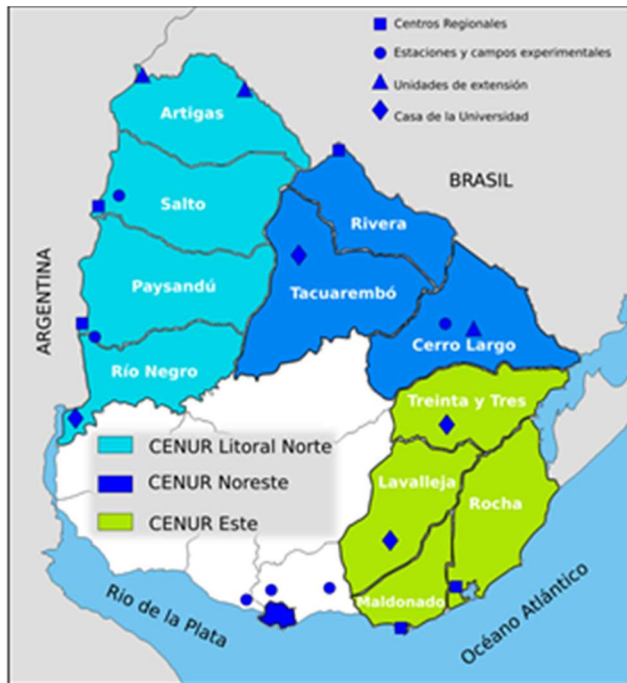 Centros Regionales
Estaciones y campos experimentales
Unidades de extensión
Casa de la Universidad
Artigas
BRASIL
Salto
Rivera
ARGENTINA
Paysandú
Tacuarembó
Río Negro
Cerro Largo
Treinta y Tres
CENUR Litoral Norte
CENUR Noreste
CENUR Este
Lavalleja
Rocha
Maldonado
Rio de la Plata
Océano Atlántico